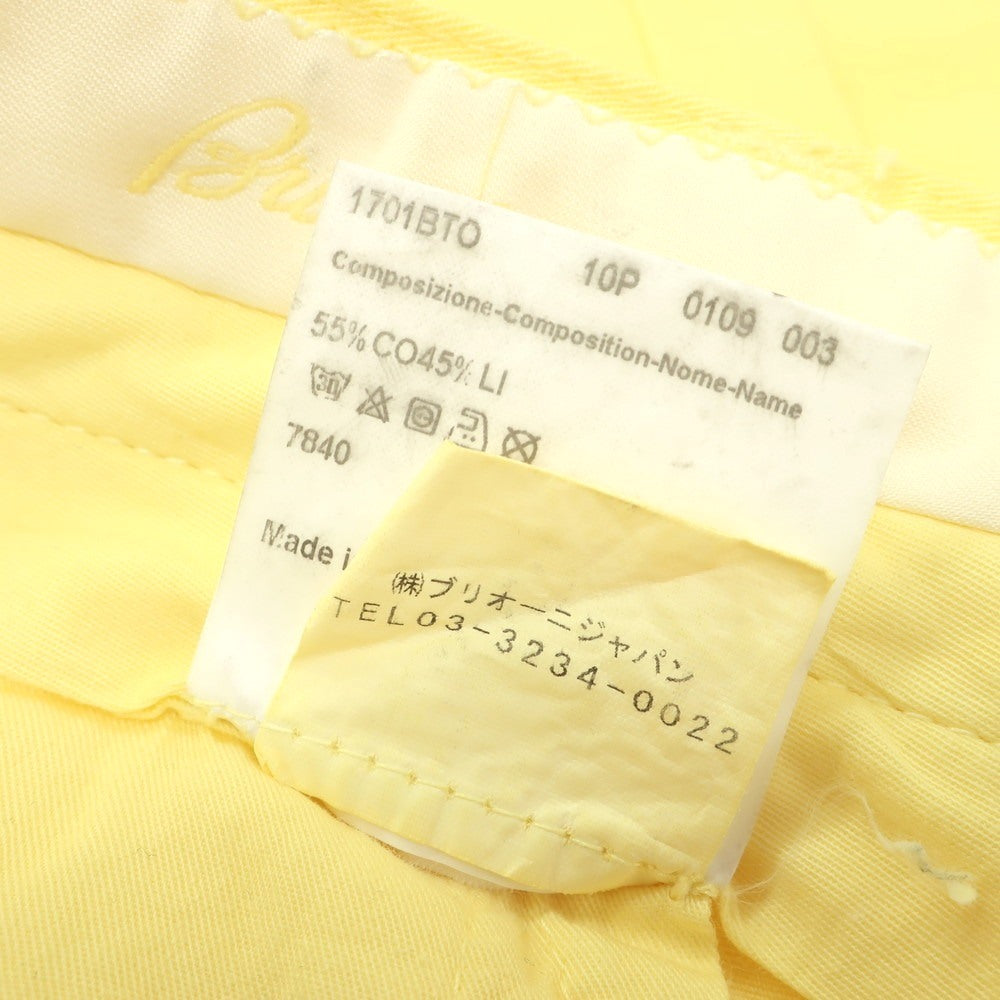 1701BTO 10P 0109 003
Composizione-Composition-Nome-Name
55% CO45% LI
30
7840
Made i
(株)ブリオーニジャパン
TEL03-3234-0022